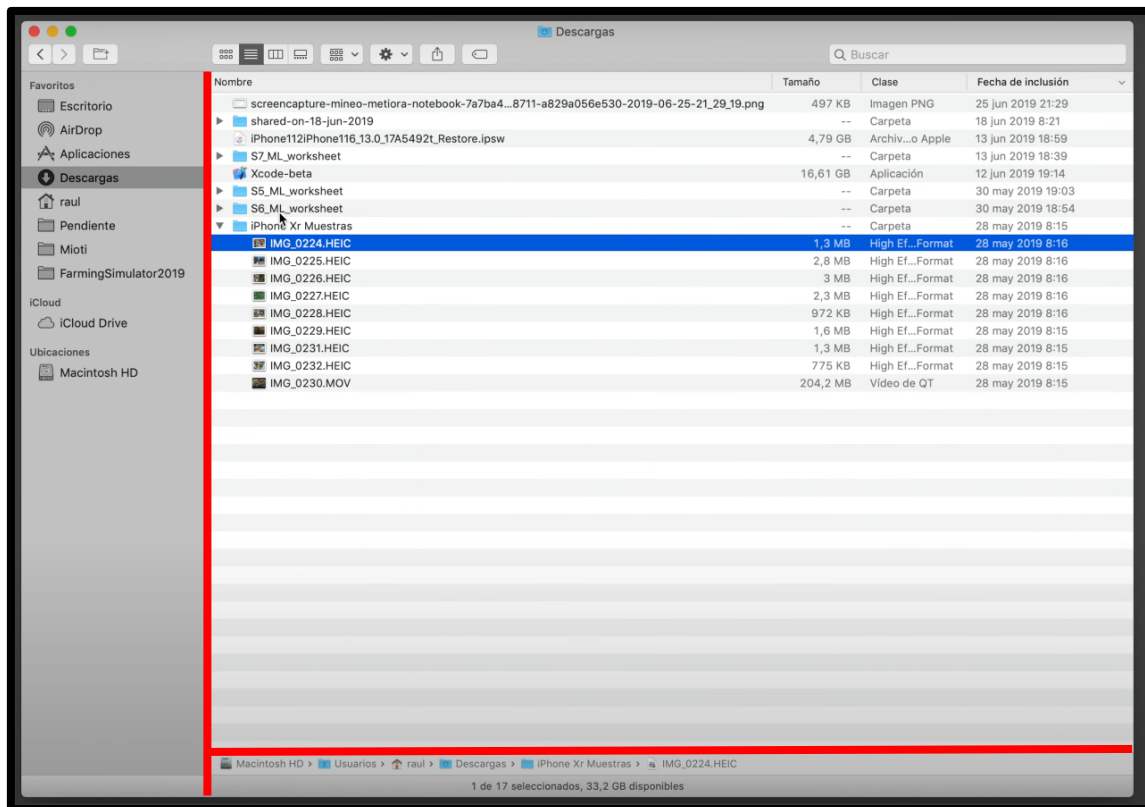 Descargas
Buscar
Favoritos
Escritorio
AirDrop
Aplicaciones
Descargas
raul
Pendiente
Mioti
FarmingSimulator2019
iCloud
iCloud Drive
Ubicaciones
Macintosh HD
Nombre Tamaño Clase Fecha de inclusión
screencapture-mineo-metiora-notebook-7a7ba4...8711-a829a056e530-2019-06-25-21_29_19.png 497 KB Imagen PNG 25 jun 2019 21:29
shared-on-18-jun-2019 -- Carpeta 18 jun 2019 8:21
iPhone112iPhone116_13.0_17A5492t_Restore.ipsw 4,79 GB Archiv...o Apple 13 jun 2019 18:59
S7_ML_worksheet -- Carpeta 13 jun 2019 18:39
Xcode-beta 16,61 GB Aplicación 12 jun 2019 19:14
S5_ML_worksheet -- Carpeta 30 may 2019 19:03
S6_ML_worksheet -- Carpeta 30 may 2019 18:54
iPhone Xr Muestras -- Carpeta 28 may 2019 8:15
IMG_0224.HEIC 1,3 MB High Ef...Format 28 may 2019 8:16
IMG_0225.HEIC 2,8 MB High Ef...Format 28 may 2019 8:16
IMG_0226.HEIC 3 MB High Ef...Format 28 may 2019 8:16
IMG_0227.HEIC 2,3 MB High Ef...Format 28 may 2019 8:16
IMG_0228.HEIC 972 KB High Ef...Format 28 may 2019 8:16
IMG_0229.HEIC 1,6 MB High Ef...Format 28 may 2019 8:15
IMG_0231.HEIC 1,3 MB High Ef...Format 28 may 2019 8:15
IMG_0232.HEIC 775 KB High Ef...Format 28 may 2019 8:15
IMG_0230.MOV 204,2 MB Vídeo de QT 28 may 2019 8:15
Macintosh HD › Usuarios › raul › Descargas › iPhone Xr Muestras › IMG_0224.HEIC
1 de 17 seleccionados, 33,2 GB disponibles